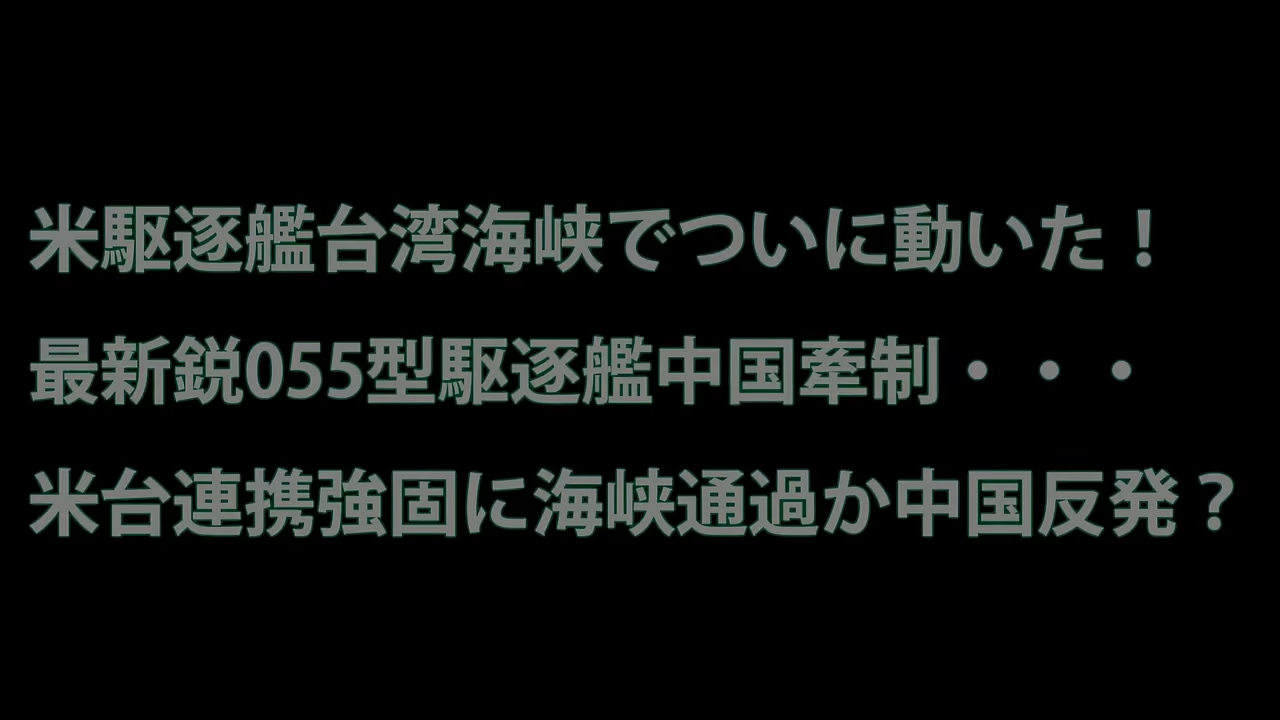 米駆逐艦台湾海峡でついに動いた！
最新鋭055型駆逐艦中国牽制・・・
米台連携強固に海峡通過か中国反発？